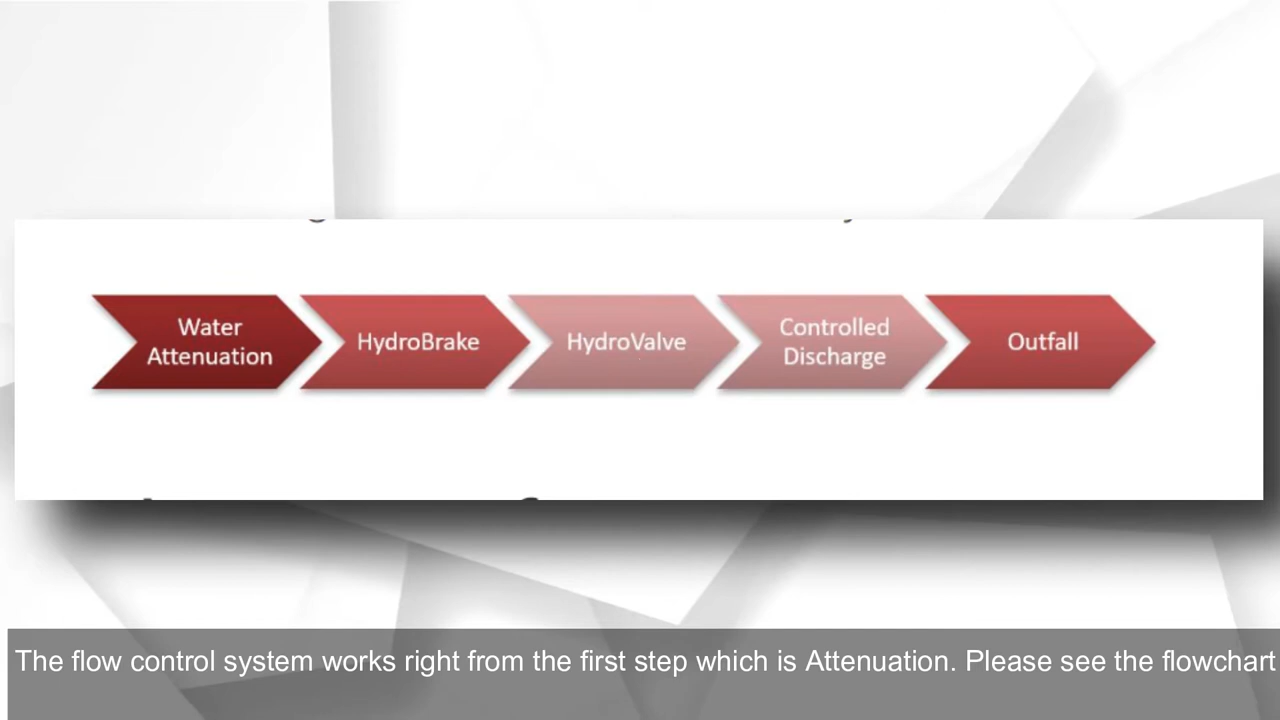 Water
Attenuation
HydroBrake
HydroValve
Controlled
Discharge
Outfall
The flow control system works right from the first step which is Attenuation. Please see the flowchart